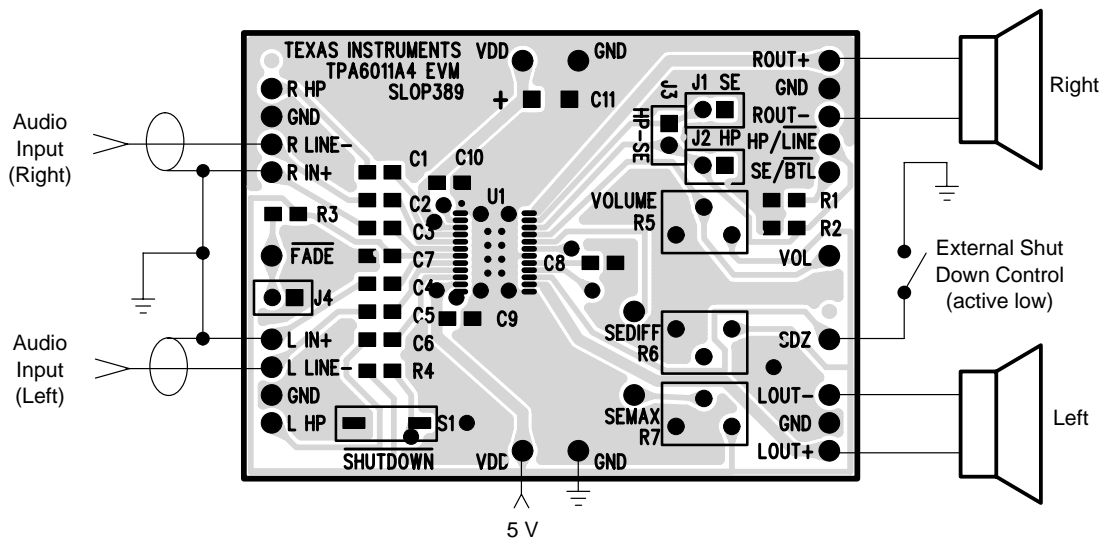 TEXAS INSTRUMENTS
TPA6011A4 EVM
SLOP389
VDD
GND
ROUT+
GND
ROUT-
HP/LINE
SE/BTL
R HP
GND
R LINE-
R IN+
Audio
Input
(Right)
Right
+
C11
J3
HP-SE
J1 SE
J2 HP
C1
C10
C2
C3
U1
C7
C8
C4
C5
C9
C6
R4
R3
FADE
J4
VOLUME
R5
R1
R2
VOL
External Shut
Down Control
(active low)
SEDIFF
R6
SDZ
Audio
Input
(Left)
L IN+
L LINE-
GND
L HP
S1
SHUTDOWN
SEMAX
R7
LOUT-
GND
LOUT+
Left
VDD
GND
5 V